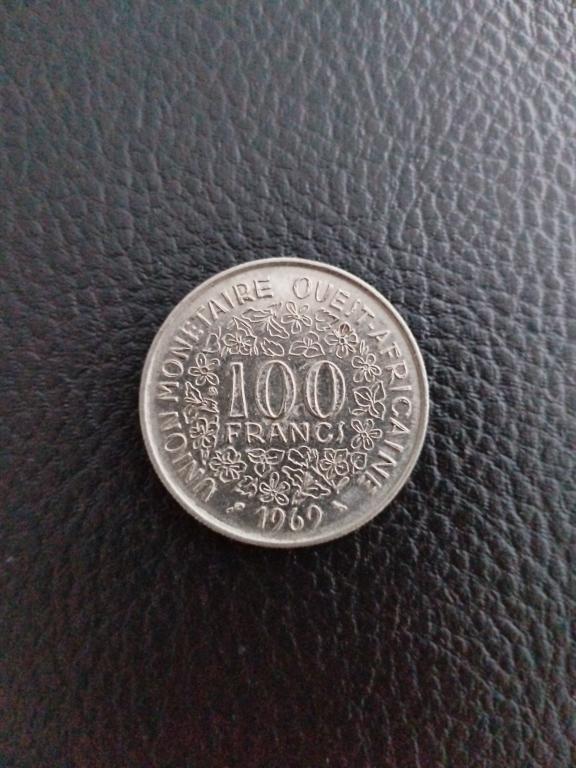 UNION MONETAIRE OUEST-AFRICAINE
100
FRANCS
1969